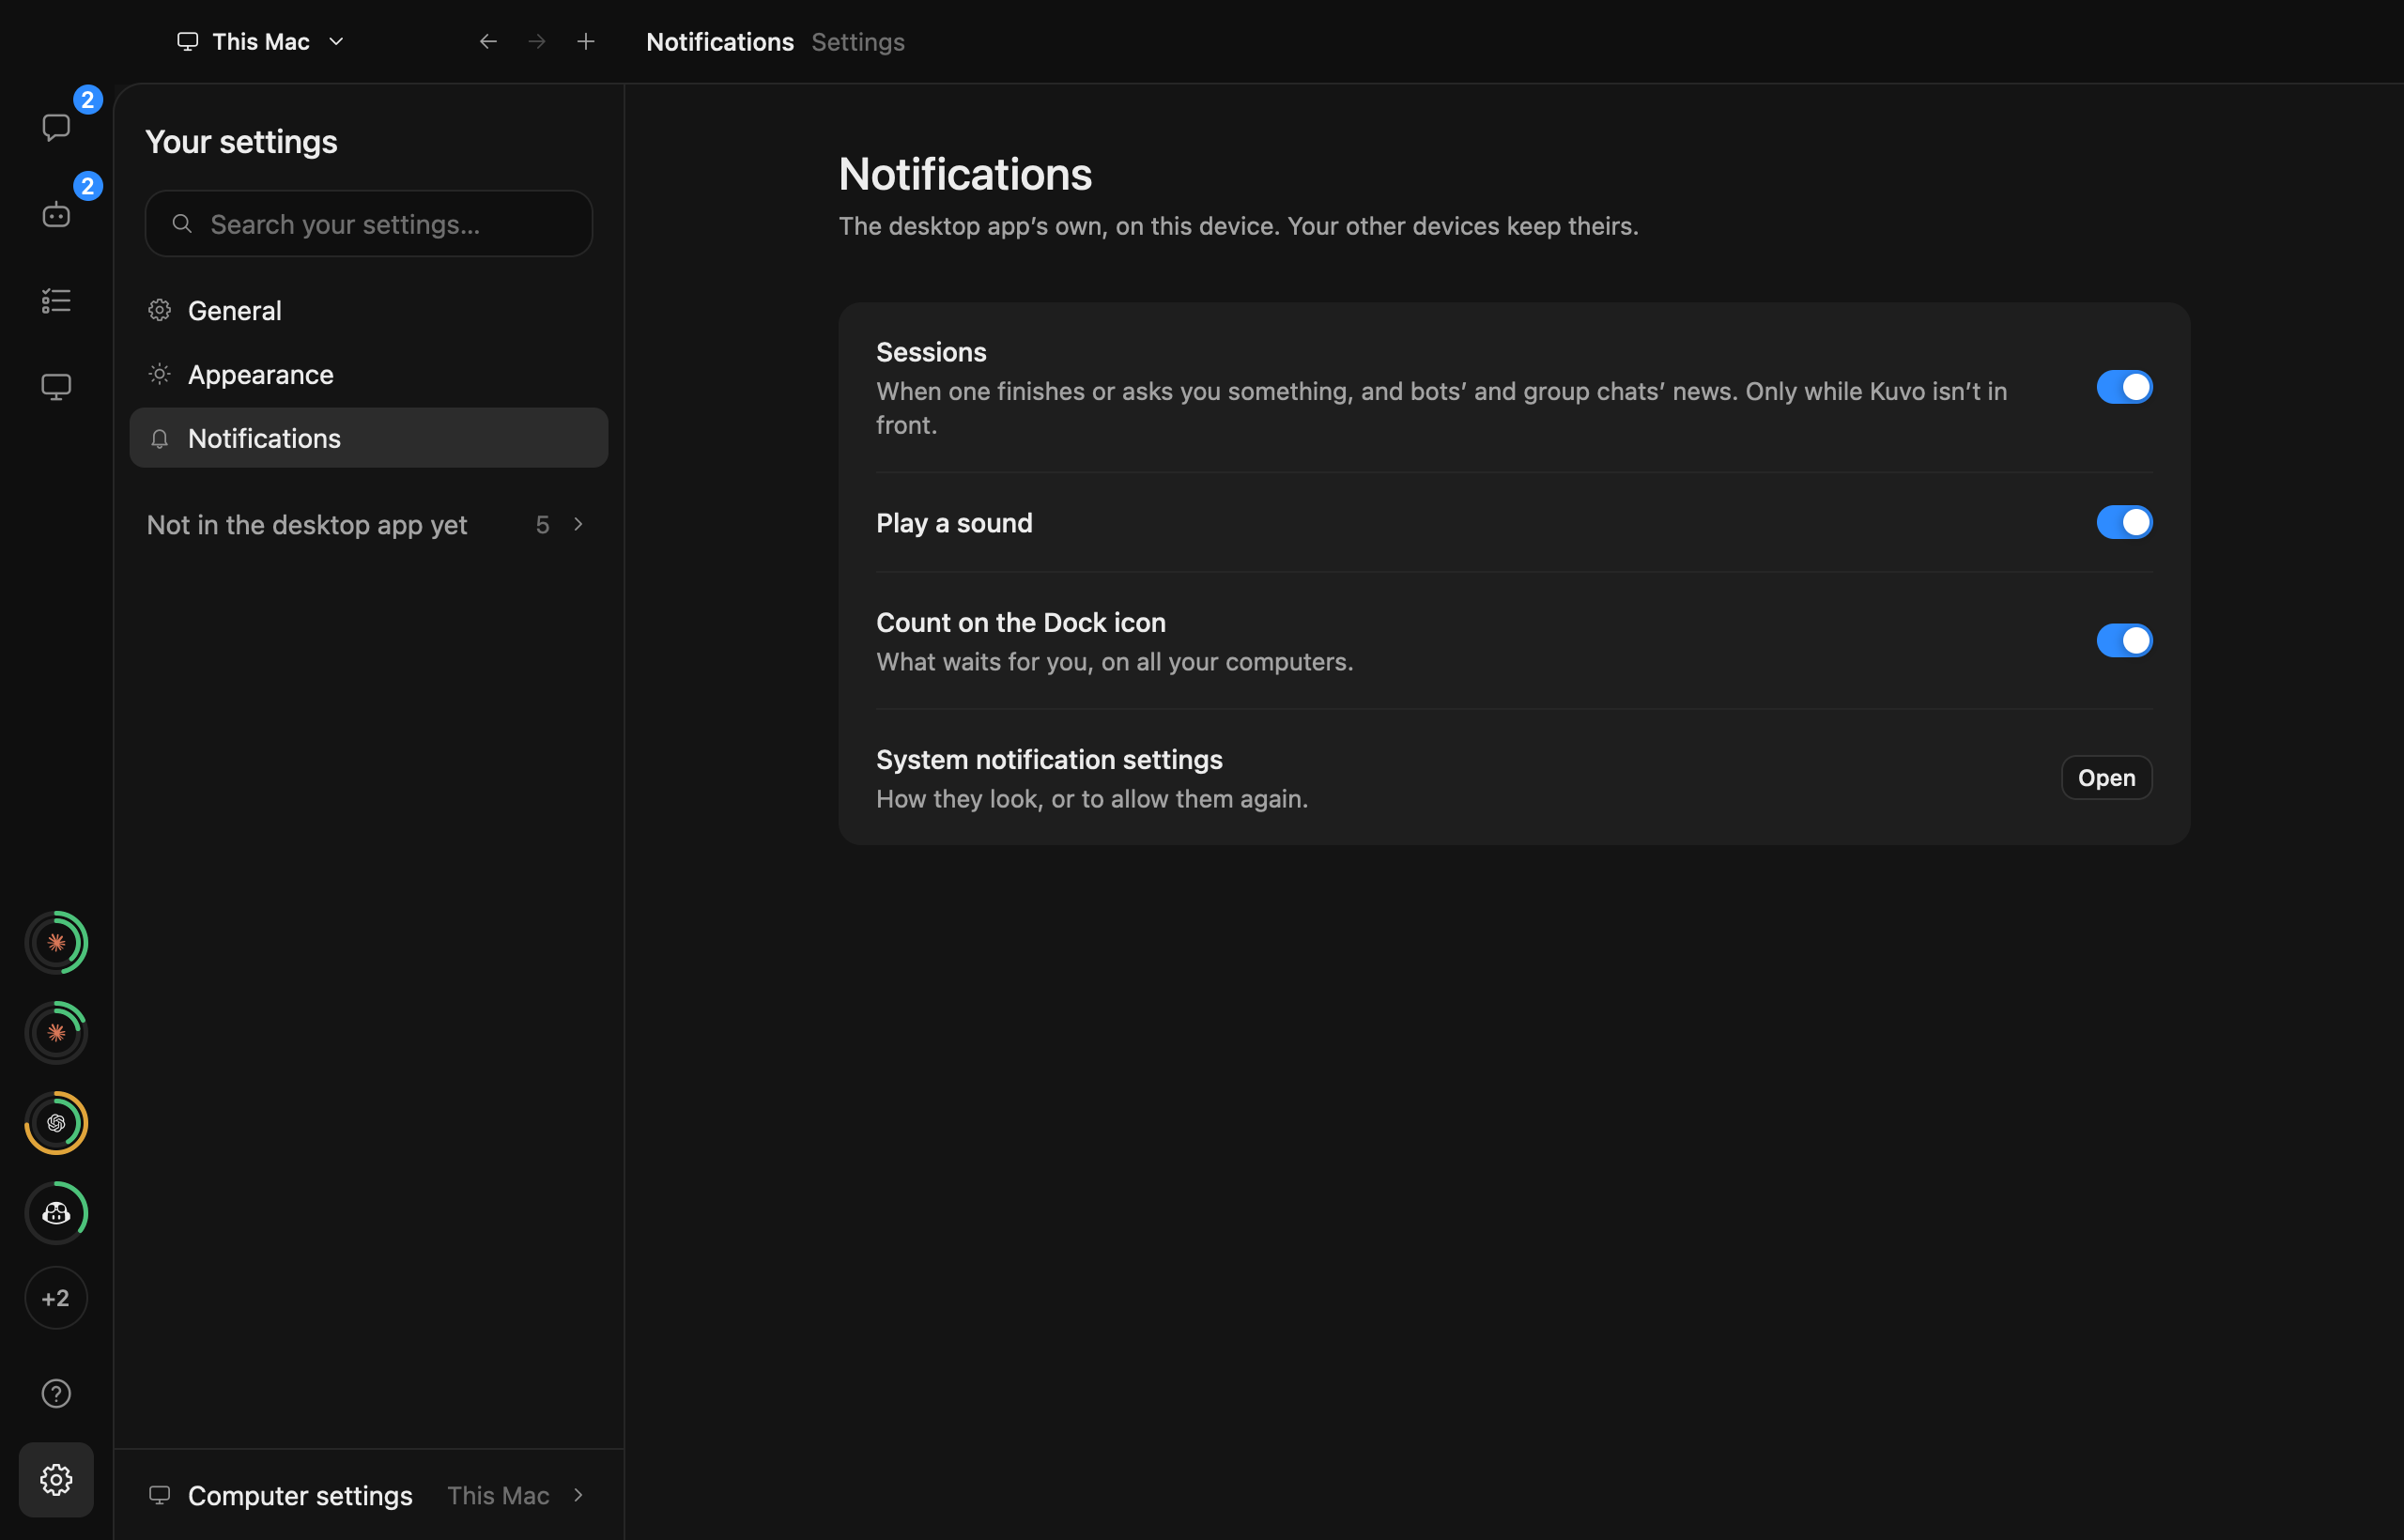 This Mac
Notifications Settings
2
2
Your settings
Search your settings...
General
Appearance
Notifications
Not in the desktop app yet 5
Notifications
The desktop app’s own, on this device. Your other devices keep theirs.
Sessions
When one finishes or asks you something, and bots’ and group chats’ news. Only while Kuvo isn’t in
front.
Play a sound
Count on the Dock icon
What waits for you, on all your computers.
System notification settings
How they look, or to allow them again.
Open
+2
?
Computer settings This Mac